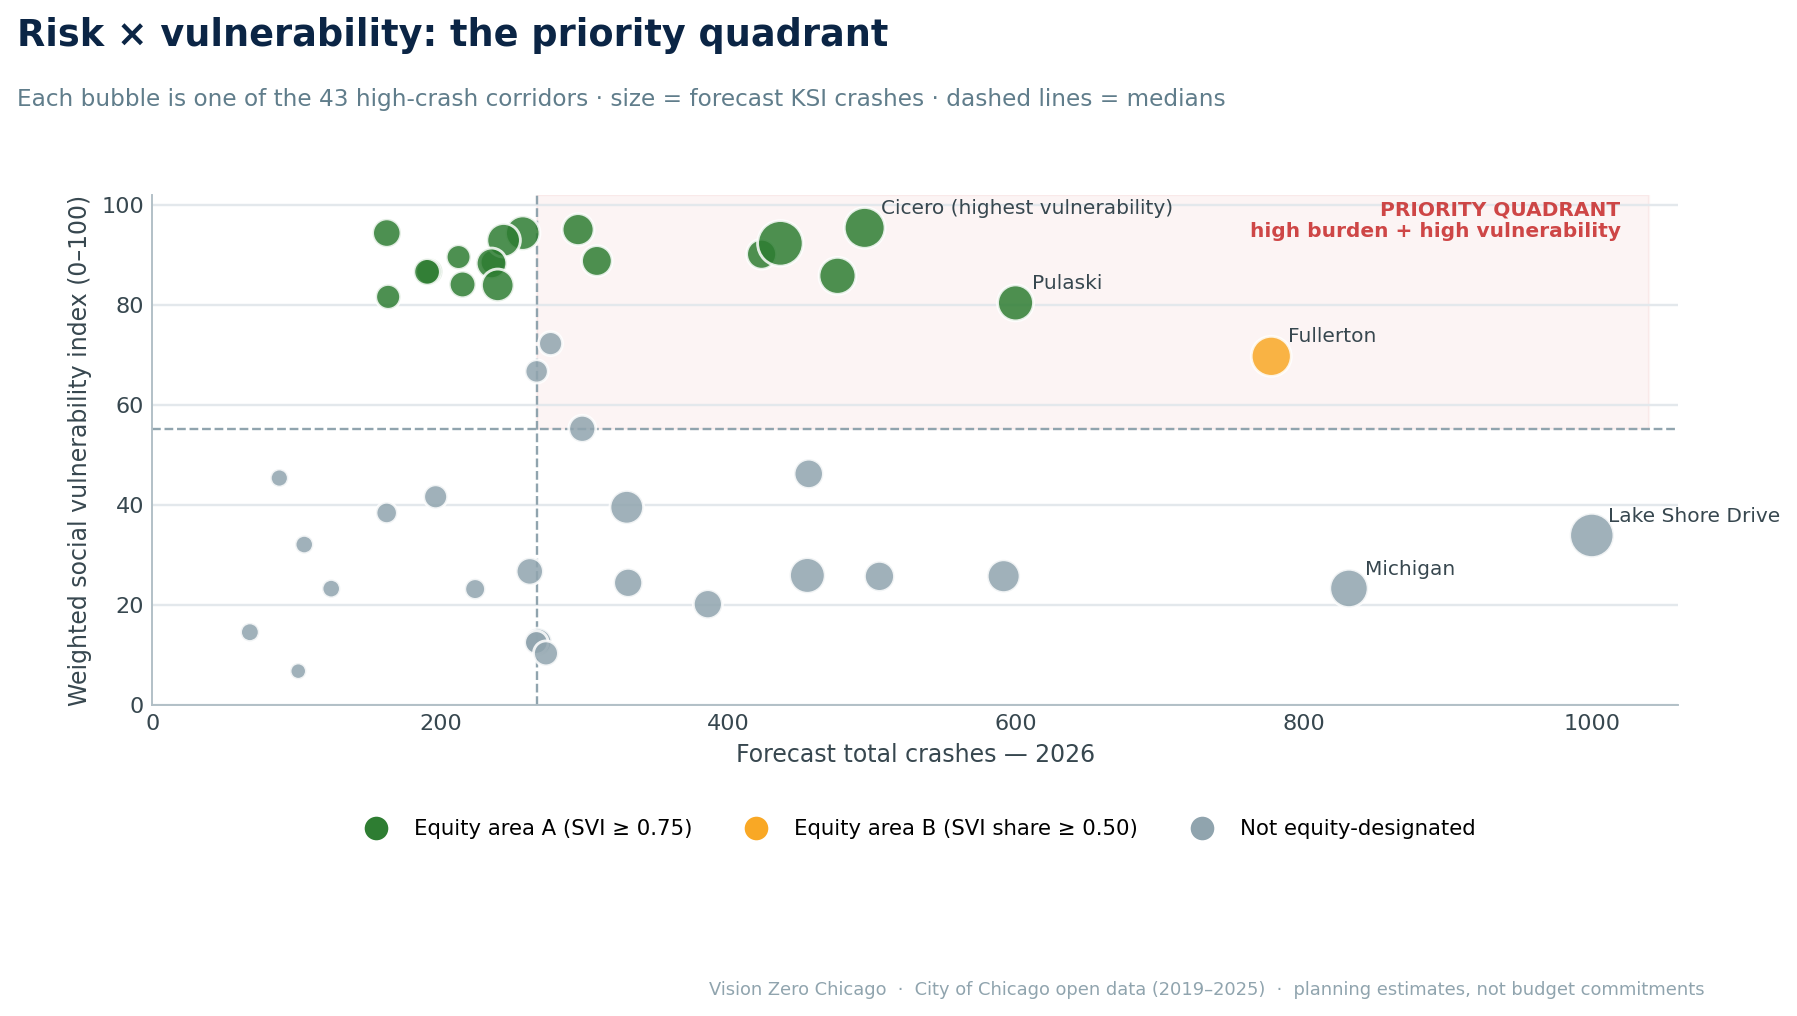 Risk × vulnerability: the priority quadrant
Each bubble is one of the 43 high-crash corridors · size = forecast KSI crashes · dashed lines = medians
Weighted social vulnerability index (0–100)
100
80
60
40
20
0
Cicero (highest vulnerability)
PRIORITY QUADRANT
high burden + high vulnerability
Pulaski
Fullerton
Lake Shore Drive
Michigan
0
200
400
600
800
1000
Forecast total crashes — 2026
Equity area A (SVI ≥ 0.75)
Equity area B (SVI share ≥ 0.50)
Not equity-designated
Vision Zero Chicago · City of Chicago open data (2019–2025) · planning estimates, not budget commitments